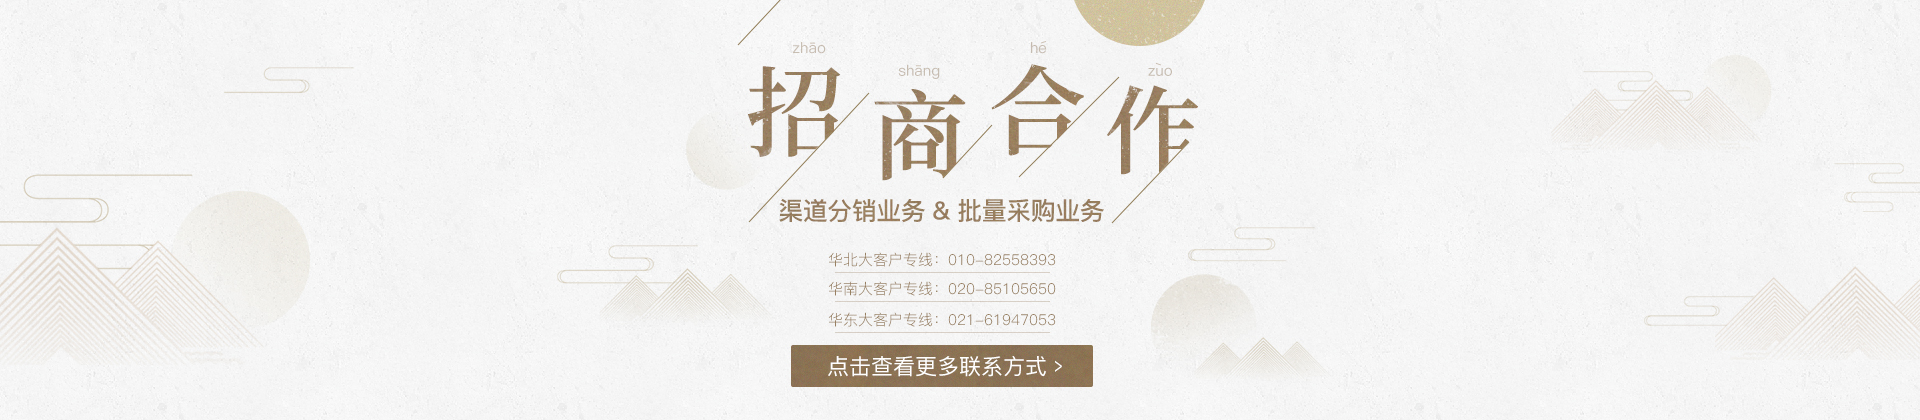 zhāo shāng hé zùo
招商合作
渠道分销业务 & 批量采购业务
华北大客户专线：010-82558393
华南大客户专线：020-85105650
华东大客户专线：021-61947053
点击查看更多联系方式 >